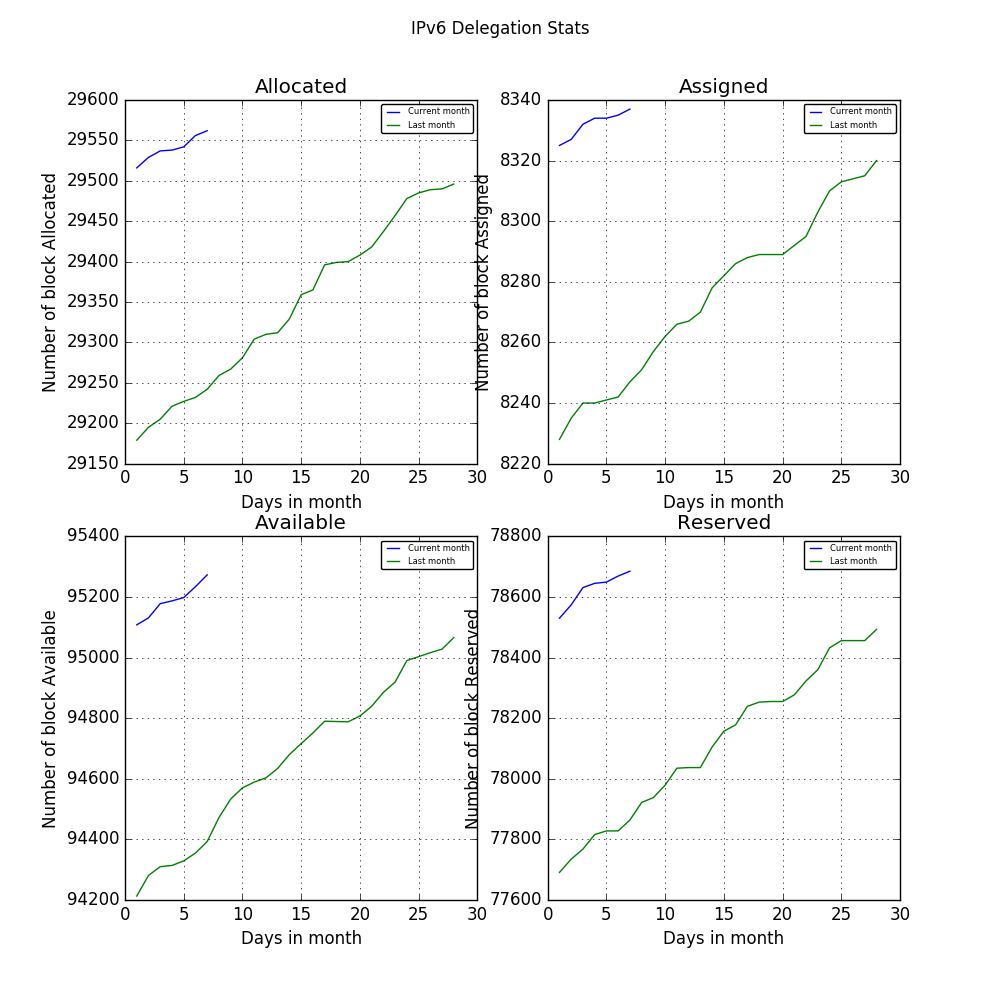 IPv6 Delegation Stats
Allocated
29600
29550
29500
29450
29400
29350
29300
29250
29200
29150
0 5 10 15 20 25 30
Number of block Allocated
Days in month
Current month
Last month
Assigned
8340
8320
8300
8280
8260
8240
8220
0 5 10 15 20 25 30
Number of block Assigned
Days in month
Current month
Last month
Available
95400
95200
95000
94800
94600
94400
94200
0 5 10 15 20 25 30
Number of block Available
Days in month
Current month
Last month
Reserved
78800
78600
78400
78200
78000
77800
77600
0 5 10 15 20 25 30
Number of block Reserved
Days in month
Current month
Last month